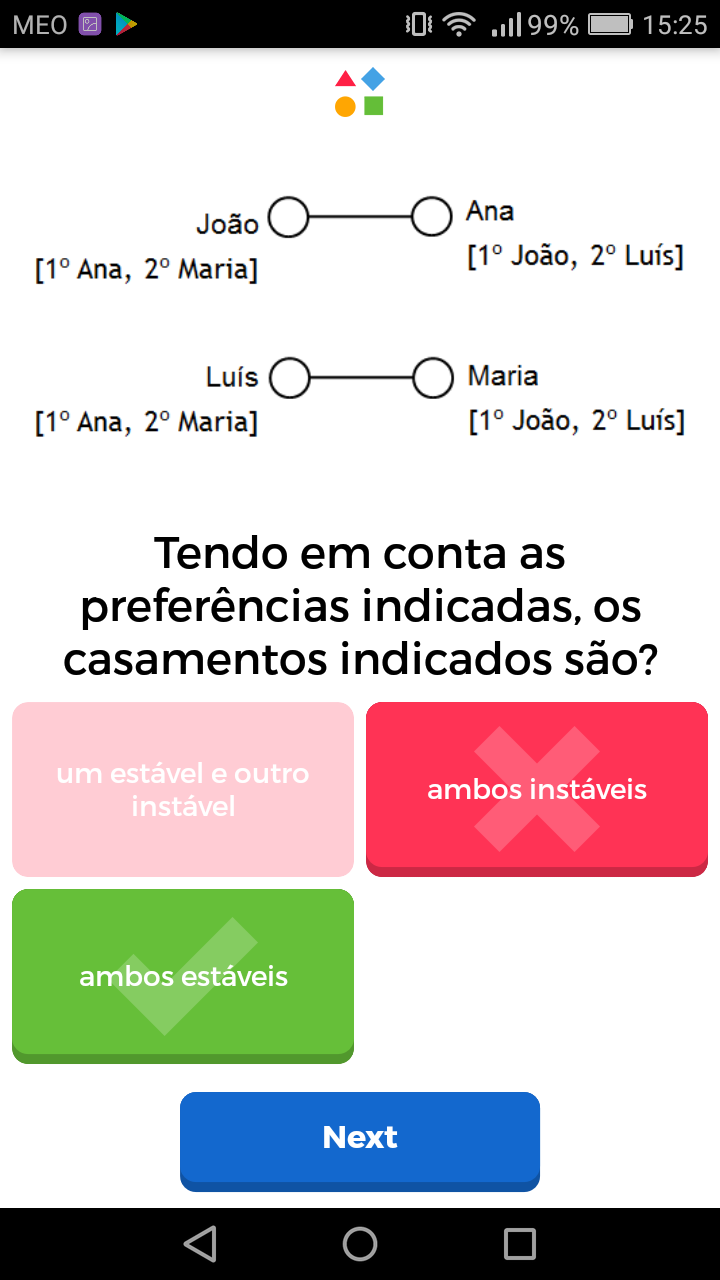 MEO 99% 15:25
João Ana
[1º Ana, 2º Maria] [1º João, 2º Luís]
Luís Maria
[1º Ana, 2º Maria] [1º João, 2º Luís]
Tendo em conta as
preferências indicadas, os
casamentos indicados são?
um estável e outro
instável
ambos instáveis
ambos estáveis
Next